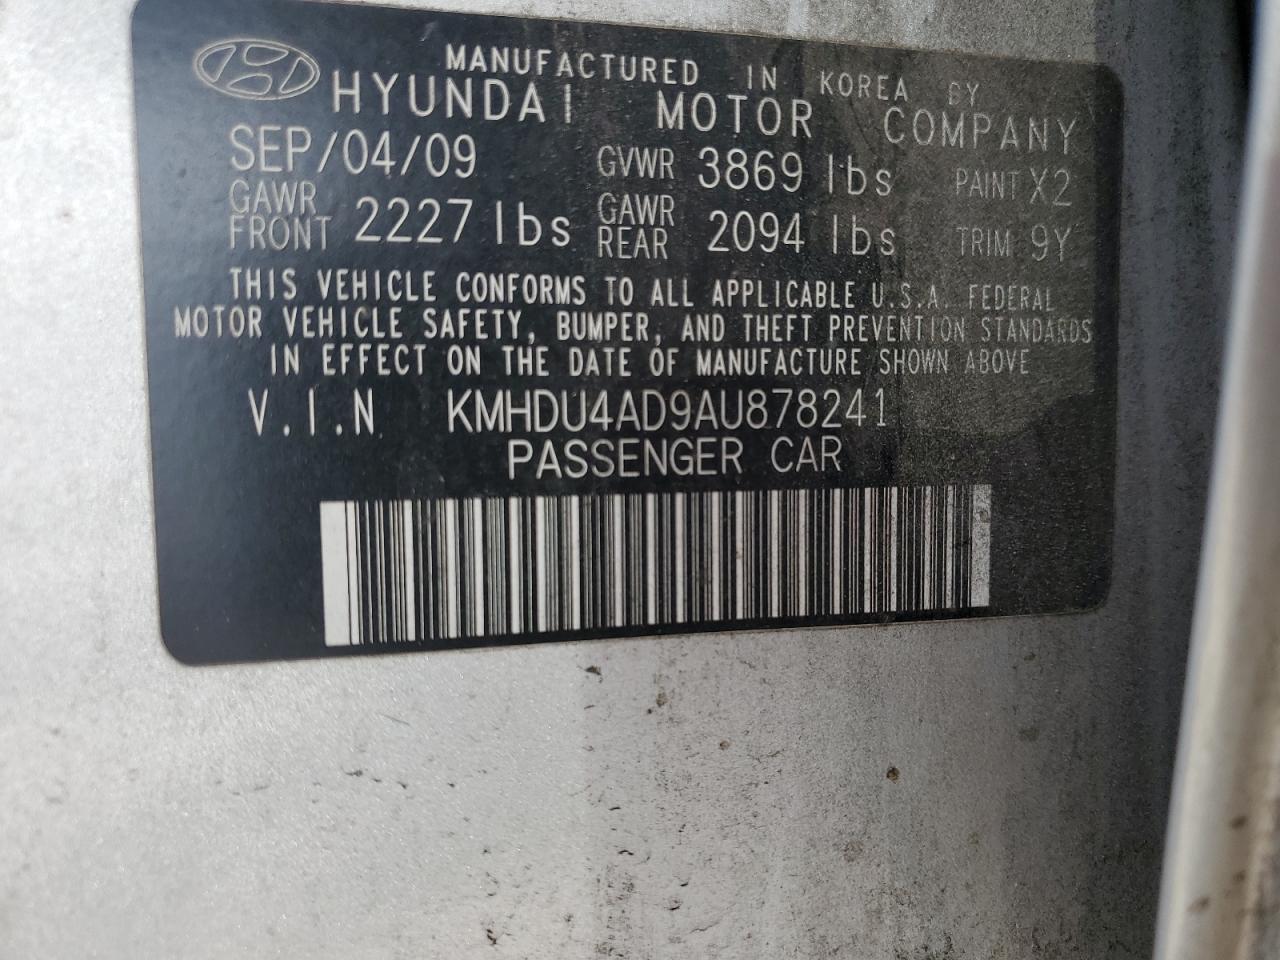 MANUFACTURED IN KOREA BY
HYUNDAI MOTOR COMPANY
SEP/04/09 GVWR 3869 lbs PAINT X2
GAWR FRONT 2227 lbs GAWR REAR 2094 lbs TRIM 9Y
THIS VEHICLE CONFORMS TO ALL APPLICABLE U.S.A. FEDERAL
MOTOR VEHICLE SAFETY, BUMPER, AND THEFT PREVENTION STANDARDS
IN EFFECT ON THE DATE OF MANUFACTURE SHOWN ABOVE
V.I.N KMHDU4AD9AU878241
PASSENGER CAR